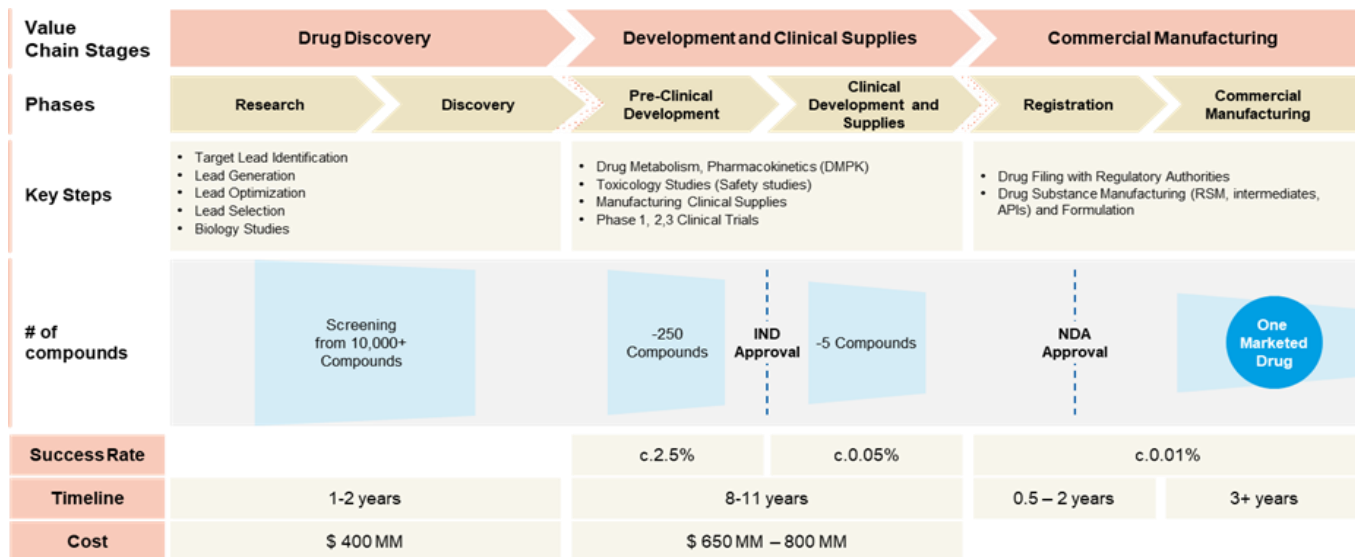 Value
Chain Stages
Drug Discovery
Development and Clinical Supplies
Commercial Manufacturing
Phases
Research
Discovery
Pre-Clinical
Development
Clinical
Development and
Supplies
Registration
Commercial
Manufacturing
Key Steps
• Target Lead Identification
• Lead Generation
• Lead Optimization
• Lead Selection
• Biology Studies
• Drug Metabolism, Pharmacokinetics (DMPK)
• Toxicology Studies (Safety studies)
• Manufacturing Clinical Supplies
• Phase 1, 2,3 Clinical Trials
• Drug Filing with Regulatory Authorities
• Drug Substance Manufacturing (RSM, intermediates,
APIs) and Formulation
# of
compounds
Screening
from 10,000+
Compounds
-250
Compounds
IND
Approval
-5 Compounds
NDA
Approval
One
Marketed
Drug
Success Rate
c.2.5%
c.0.05%
c.0.01%
Timeline
1-2 years
8-11 years
0.5 – 2 years
3+ years
Cost
$ 400 MM
$ 650 MM – 800 MM